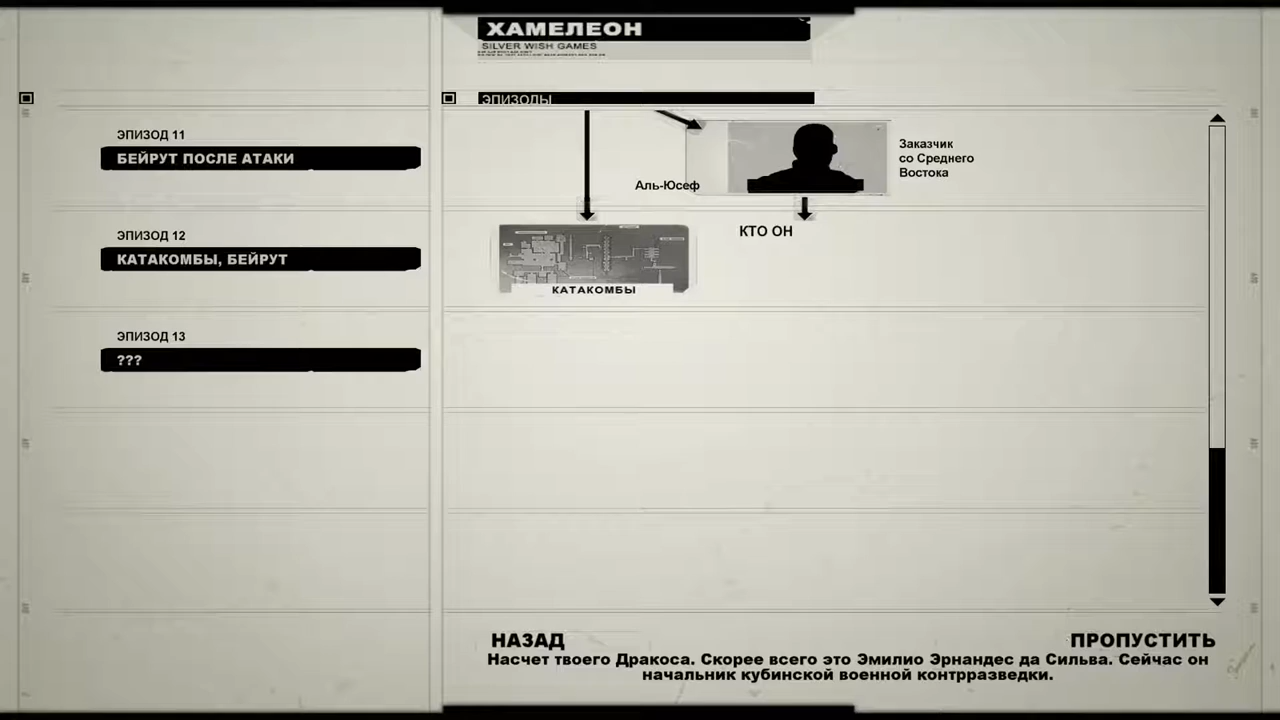 ХАМЕЛЕОН
SILVER WISH GAMES
ЭПИЗОДЫ
ЭПИЗОД 11
БЕЙРУТ ПОСЛЕ АТАКИ
ЭПИЗОД 12
КАТАКОМБЫ, БЕЙРУТ
ЭПИЗОД 13
???
Заказчик
со Среднего
Востока
Аль-Юсеф
КТО ОН
КАТАКОМБЫ
НАЗАД
ПРОПУСТИТЬ
Насчет твоего Дракоса. Скорее всего это Эмилио Эрнандес да Сильва. Сейчас он
начальник кубинской военной контрразведки.